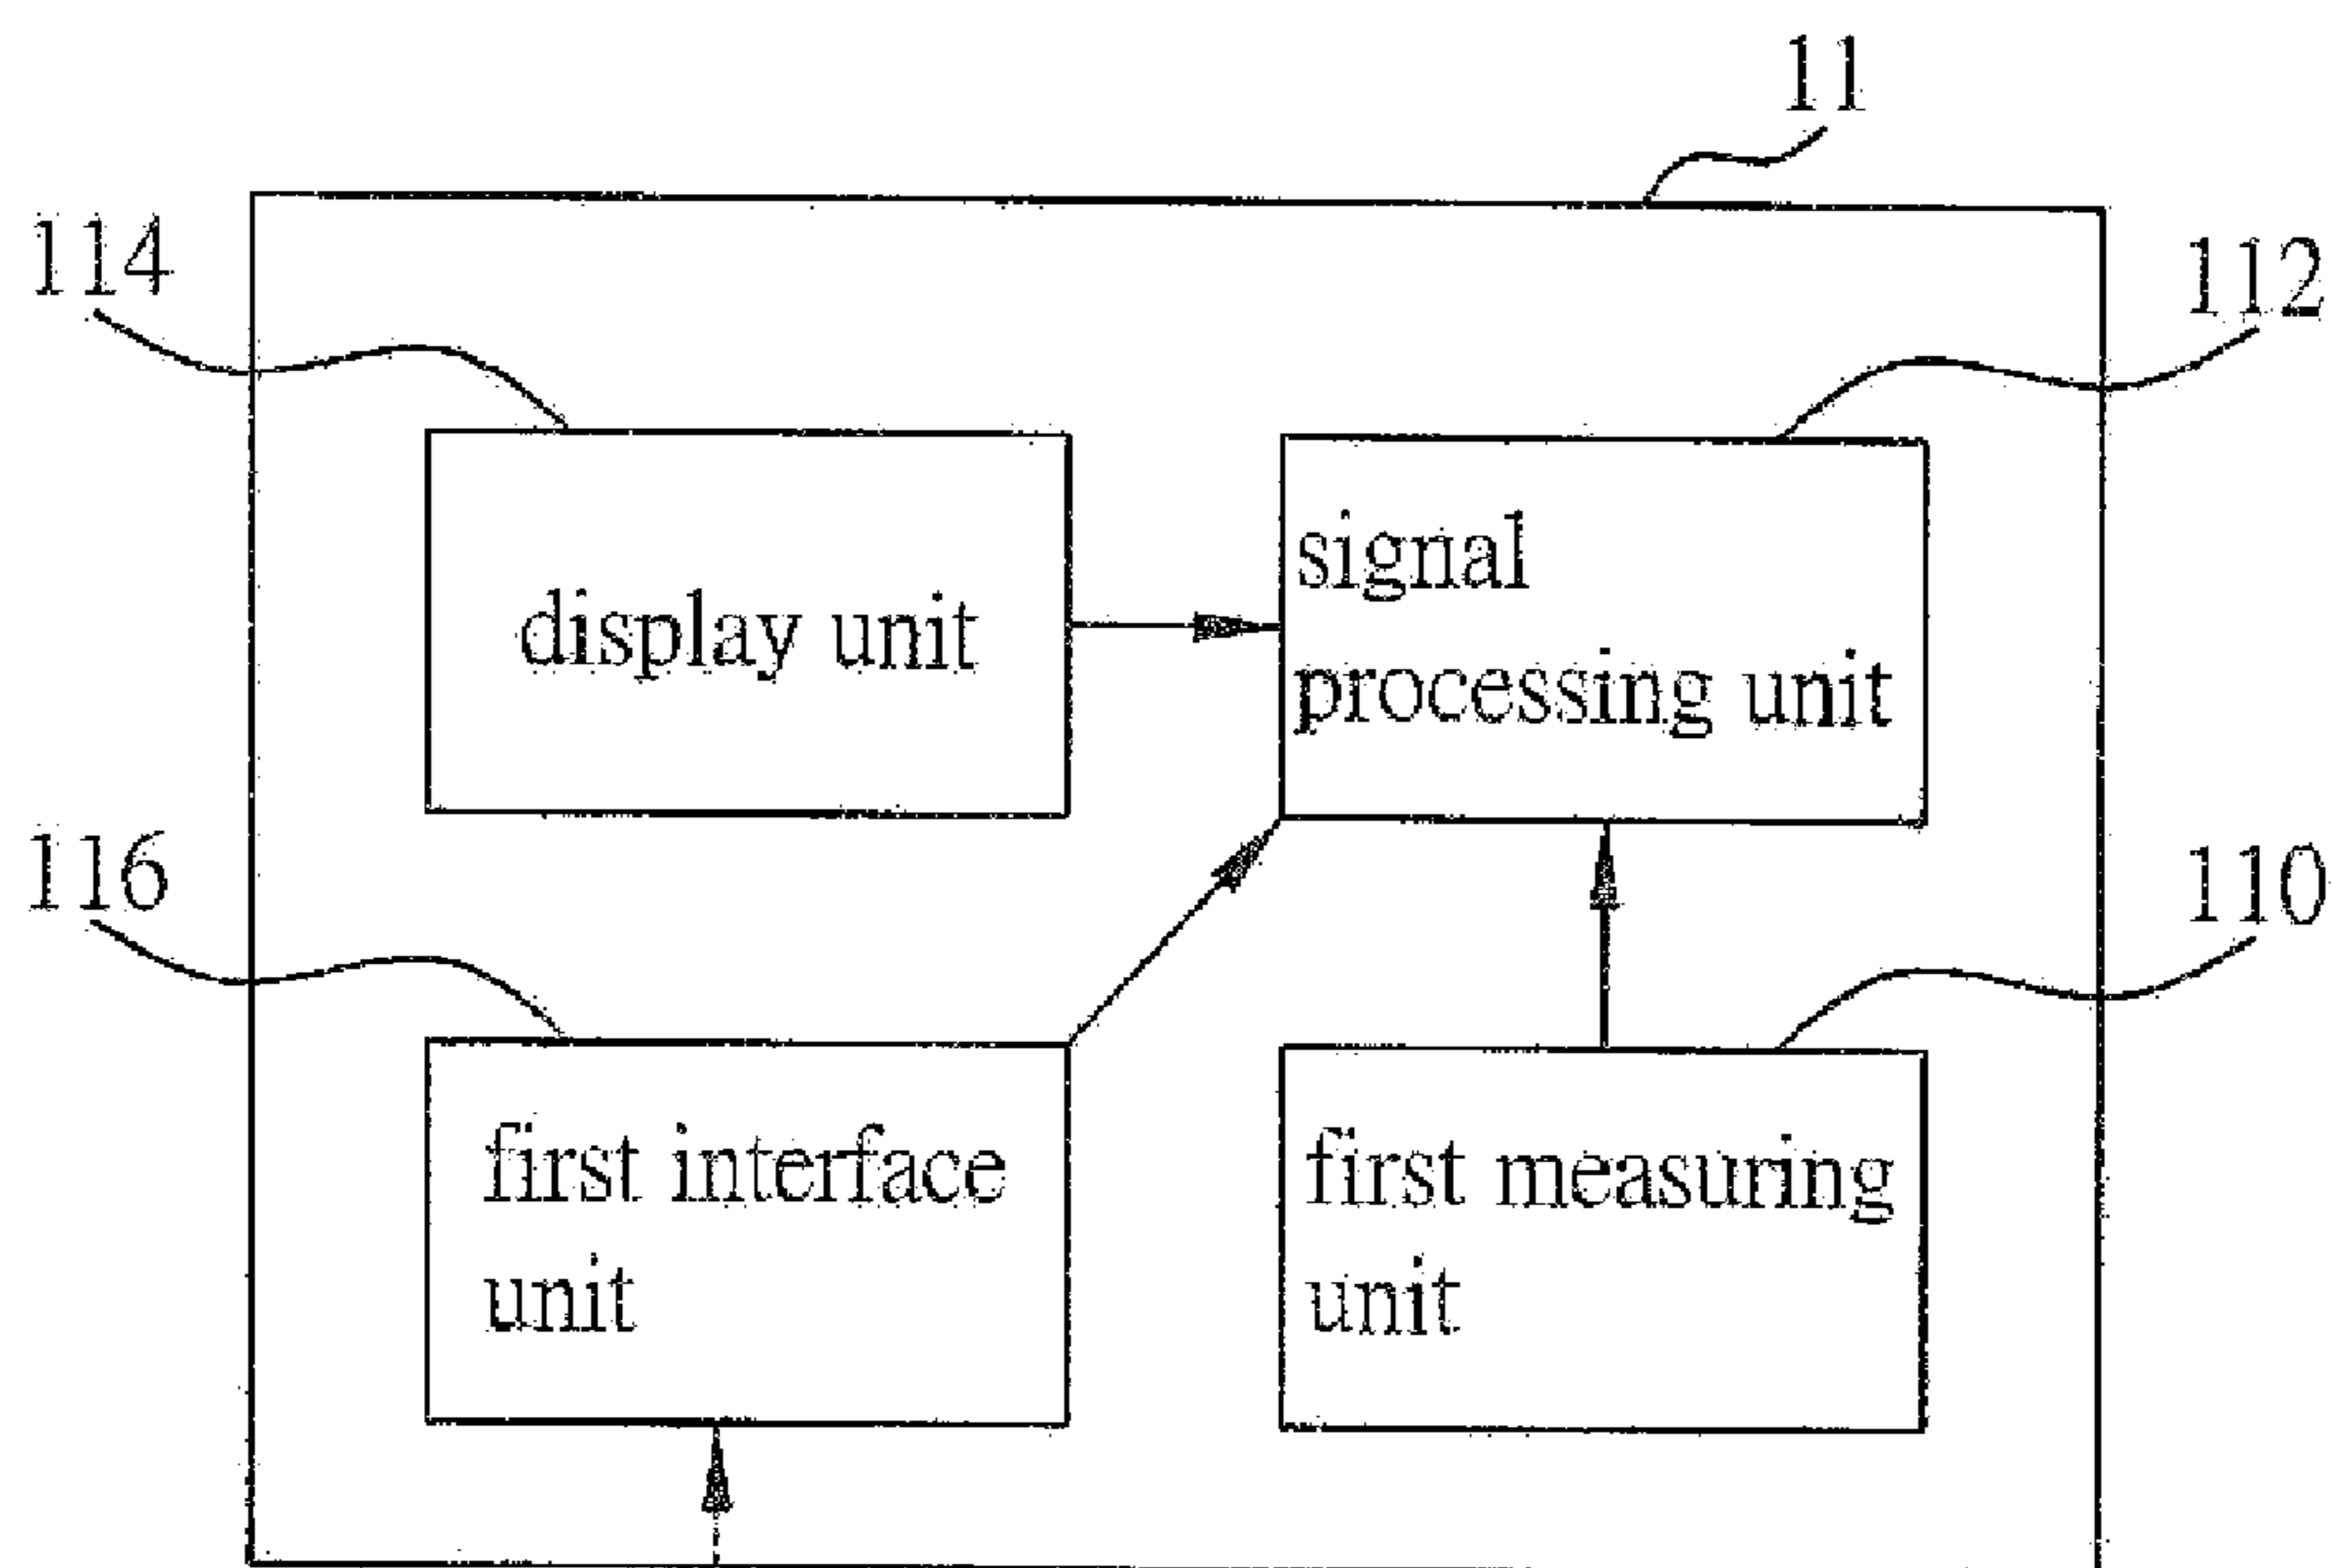 11
114
112
display unit
signal
processing unit
116
110
first interface
unit
first measuring
unit